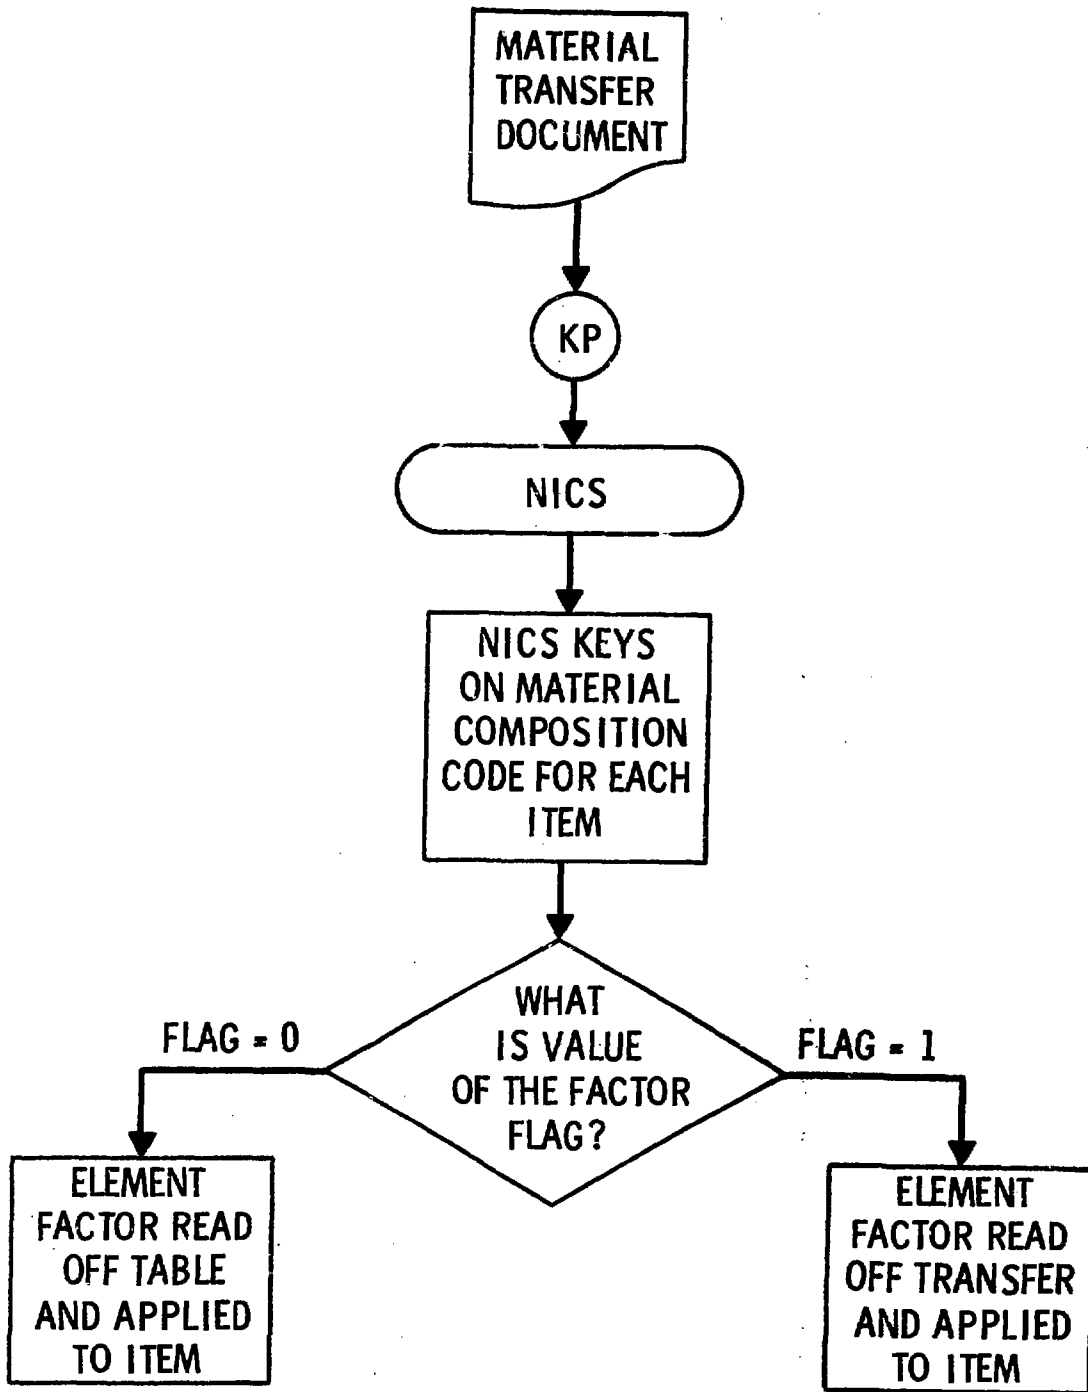 MATERIAL
TRANSFER
DOCUMENT
KP
NICS
NICS KEYS
ON MATERIAL
COMPOSITION
CODE FOR EACH
ITEM
WHAT
IS VALUE
OF THE FACTOR
FLAG?
FLAG = 0
FLAG = 1
ELEMENT
FACTOR READ
OFF TABLE
AND APPLIED
TO ITEM
ELEMENT
FACTOR READ
OFF TRANSFER
AND APPLIED
TO ITEM